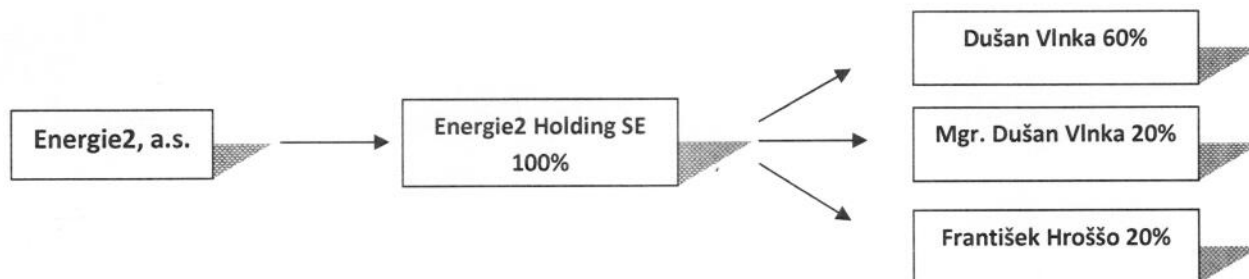 Energie2, a.s.
Energie2 Holding SE
100%
Dušan Vlnka 60%
Mgr. Dušan Vlnka 20%
František Hroššo 20%